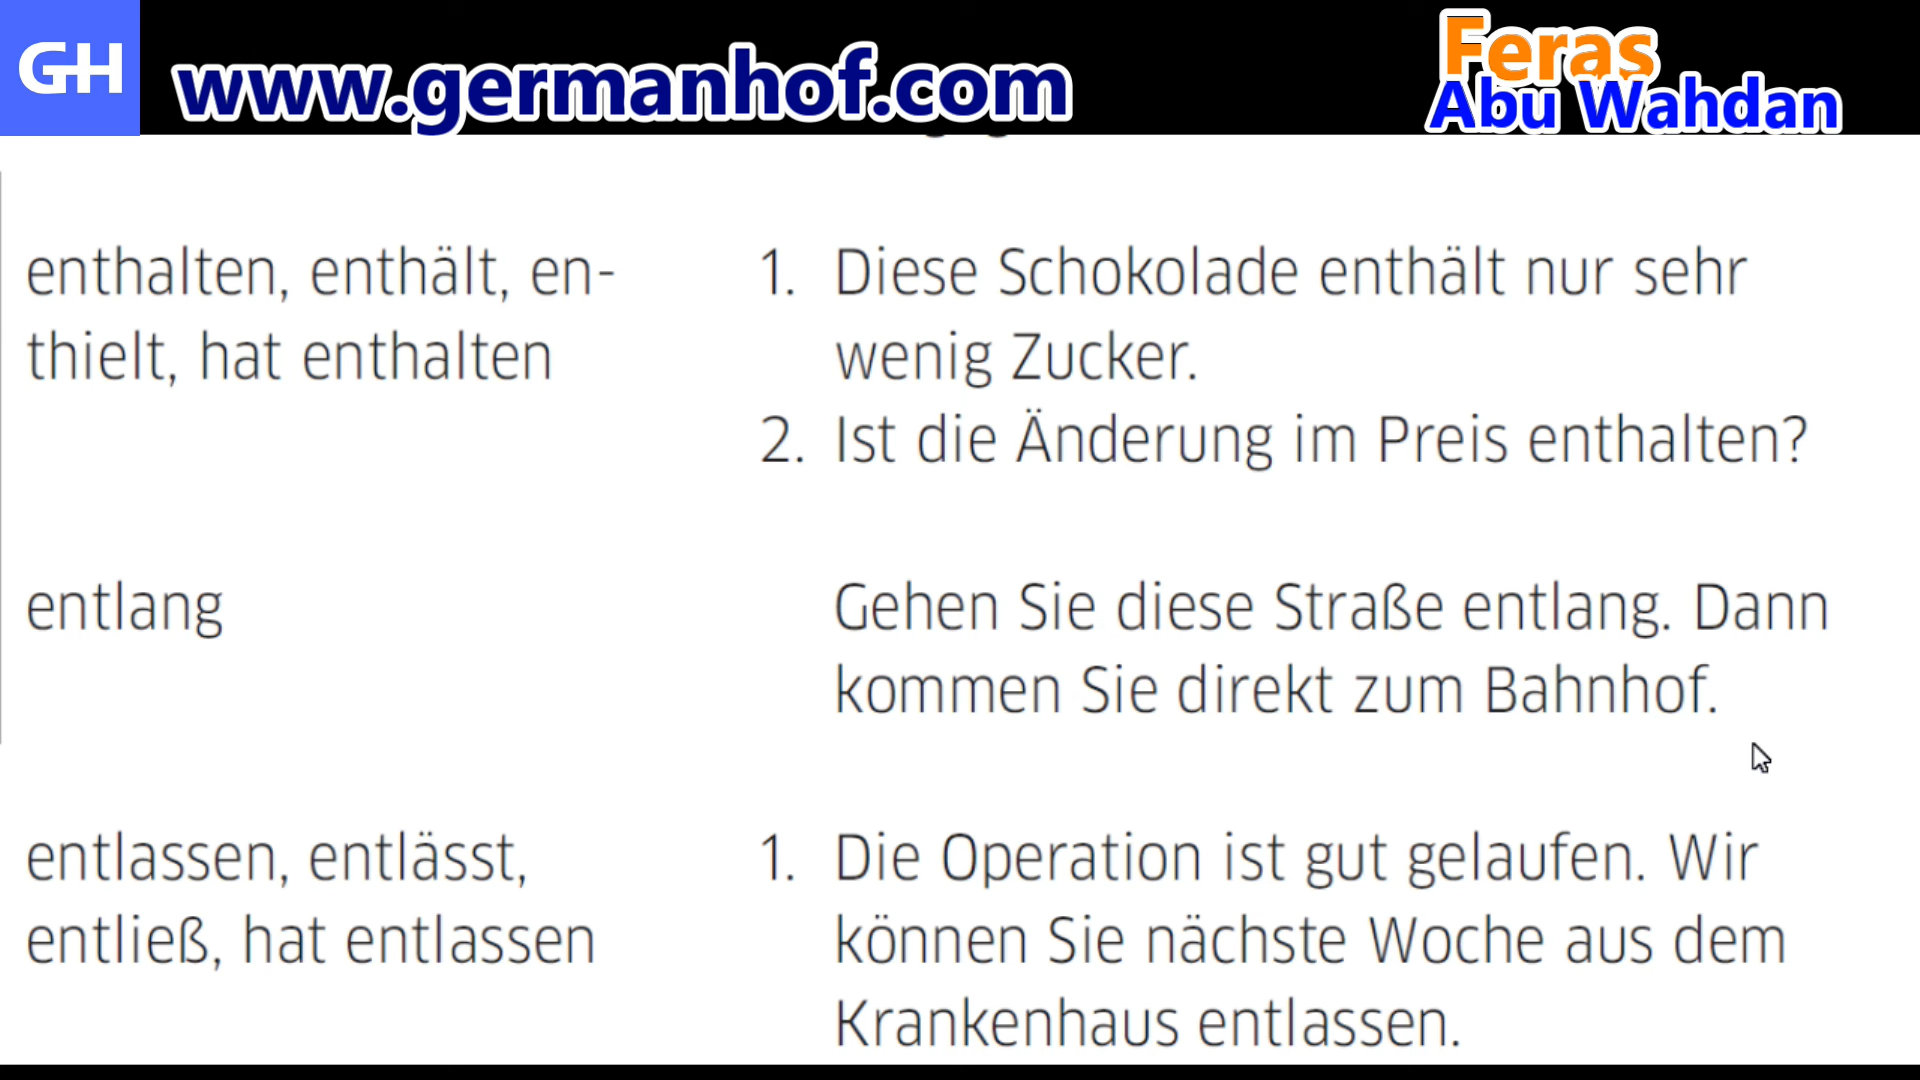 GH
www.germanhof.com
Feras
Abu Wahdan
enthalten, enthält, en-
thielt, hat enthalten
1. Diese Schokolade enthält nur sehr
wenig Zucker.
2. Ist die Änderung im Preis enthalten?
entlang
Gehen Sie diese Straße entlang. Dann
kommen Sie direkt zum Bahnhof.
entlassen, entlässt,
entließ, hat entlassen
1. Die Operation ist gut gelaufen. Wir
können Sie nächste Woche aus dem
Krankenhaus entlassen.